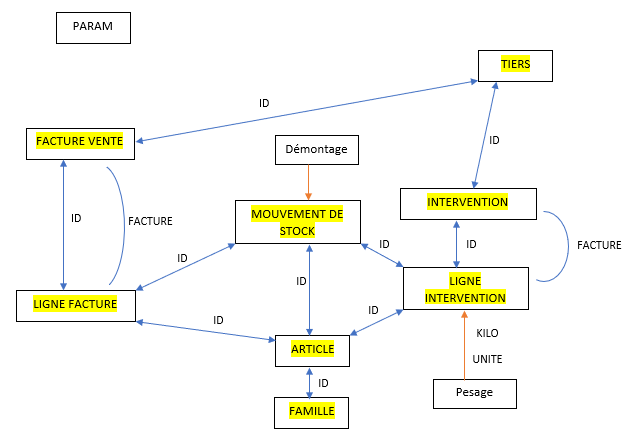 PARAM
TIERS
ID
FACTURE VENTE
ID
Démontage
ID
FACTURE
MOUVEMENT DE
STOCK
INTERVENTION
ID
ID
FACTURE
ID
ID
LIGNE FACTURE
ID
LIGNE
INTERVENTION
ID
ID
ARTICLE
KILO
UNITE
ID
FAMILLE
Pesage